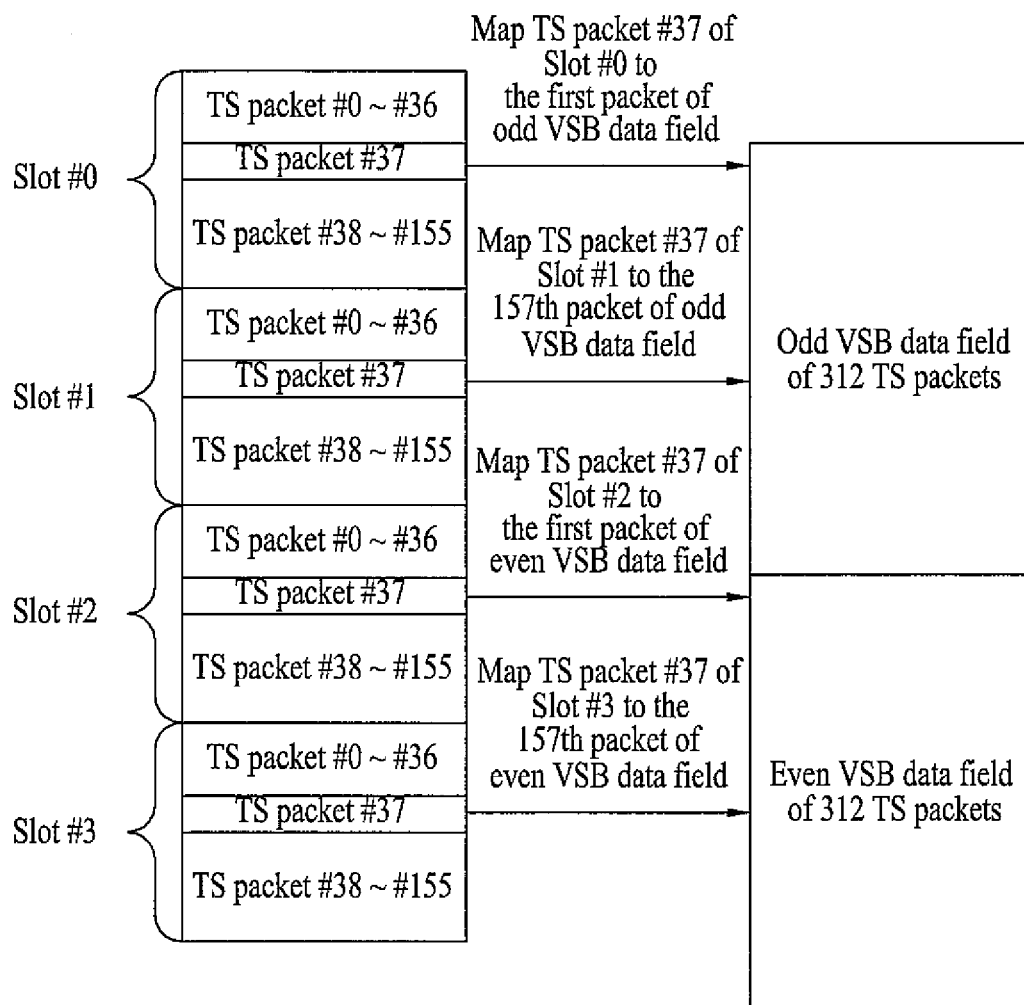 Slot #0
TS packet #0 ~ #36
TS packet #37
TS packet #38 ~ #155
Slot #1
TS packet #0 ~ #36
TS packet #37
TS packet #38 ~ #155
Slot #2
TS packet #0 ~ #36
TS packet #37
TS packet #38 ~ #155
Slot #3
TS packet #0 ~ #36
TS packet #37
TS packet #38 ~ #155
Map TS packet #37 of
Slot #0 to
the first packet of
odd VSB data field
Map TS packet #37 of
Slot #1 to the
157th packet of odd
VSB data field
Map TS packet #37 of
Slot #2 to
the first packet of
even VSB data field
Map TS packet #37 of
Slot #3 to the
157th packet of
even VSB data field
Odd VSB data field
of 312 TS packets
Even VSB data field
of 312 TS packets